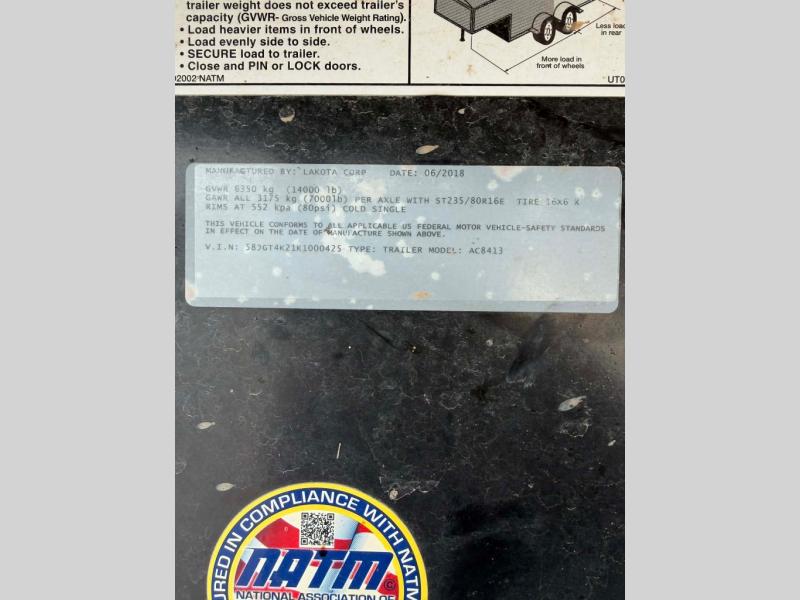 trailer weight does not exceed trailer's
capacity (GVWR- Gross Vehicle Weight Rating).
• Load heavier items in front of wheels.
• Load evenly side to side.
• SECURE load to trailer.
• Close and PIN or LOCK doors.
2002 NATM
Less load
in rear
More load in
front of wheels
MANUFACTURED BY: LAKOTA CORP DATE: 06/2018
GVWR 6350 kg (14000 lb)
GAWR ALL 3175 kg (7000lb) PER AXLE WITH ST235/80R16E TIRE 16X6 K
RIMS AT 552 kpa (80psi) COLD SINGLE
THIS VEHICLE CONFORMS TO ALL APPLICABLE US FEDERAL MOTOR VEHICLE-SAFETY STANDARDS
IN EFFECT ON THE DATE OF MANUFACTURE SHOWN ABOVE.
V.I.N: TYPE: TRAILER MODEL: AC8413
URED IN COMPLIANCE WITH NATM
NATM ©
NATIONAL ASSOCIATION OF